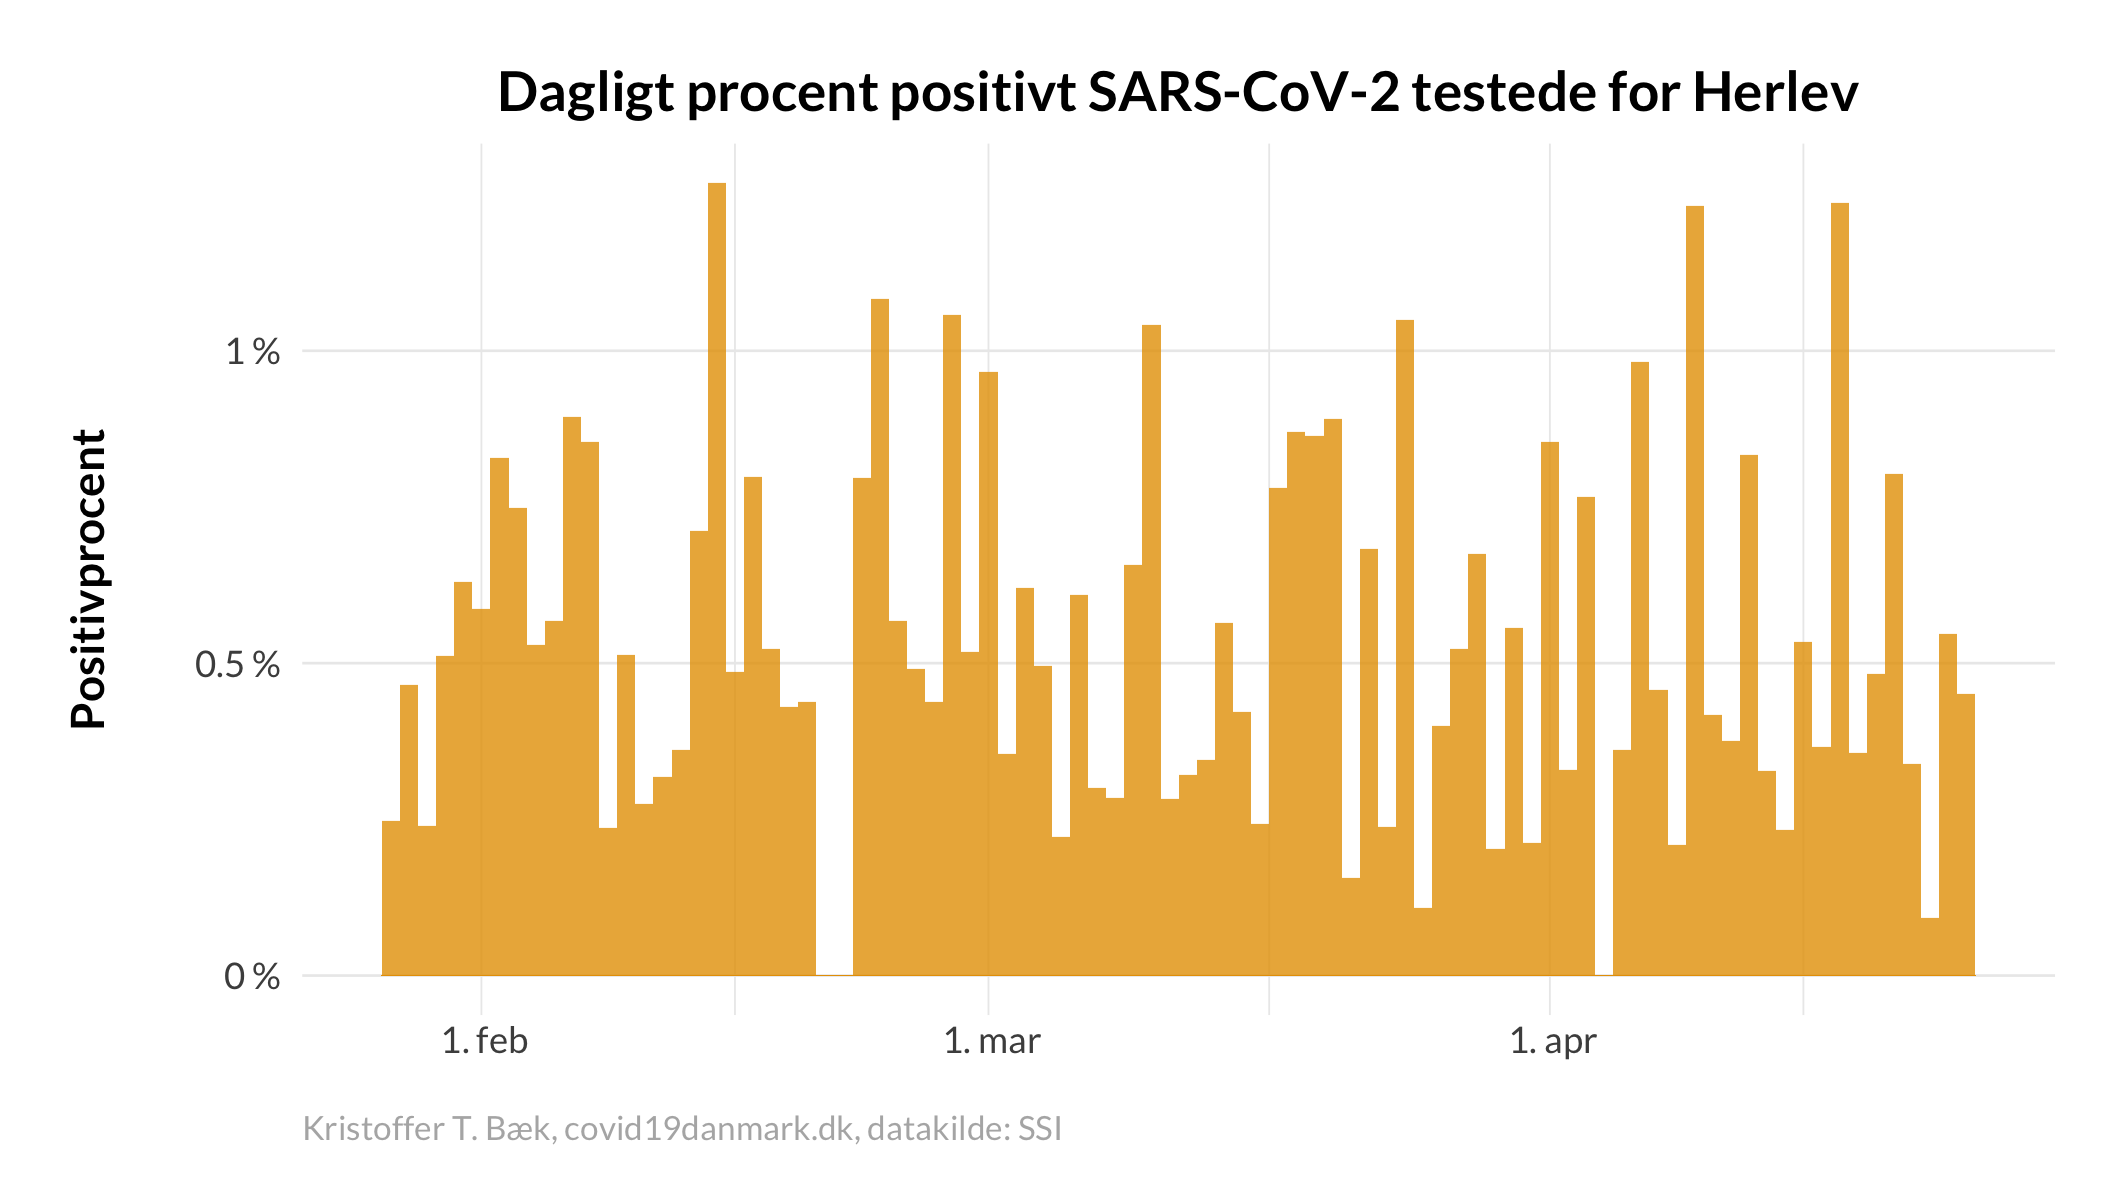 Dagligt procent positivt SARS-CoV-2 testede for Herlev
Positivprocent
1 %
0.5 %
0 %
1. feb
1. mar
1. apr
Kristoffer T. Bæk, covid19danmark.dk, datakilde: SSI